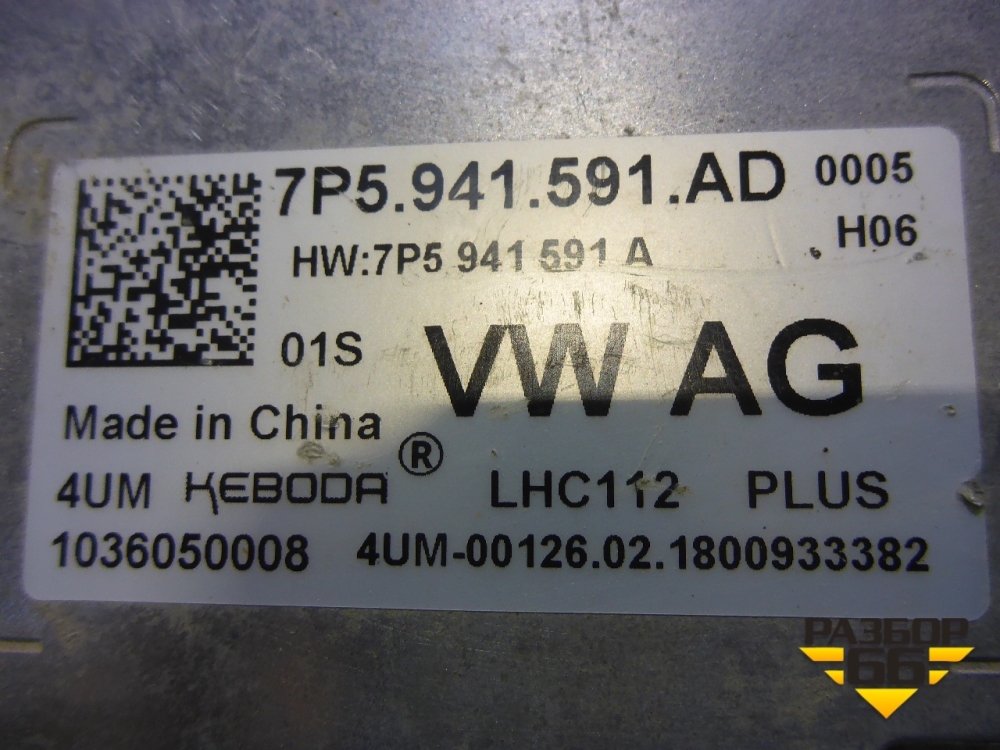 7P5.941.591.AD 0005
HW:7P5 941 591 A H06
01S VW AG
Made in China
4UM KEBODA ® LHC112 PLUS
1036050008 4UM-00126.02.1800933382
РАЗБОР
66